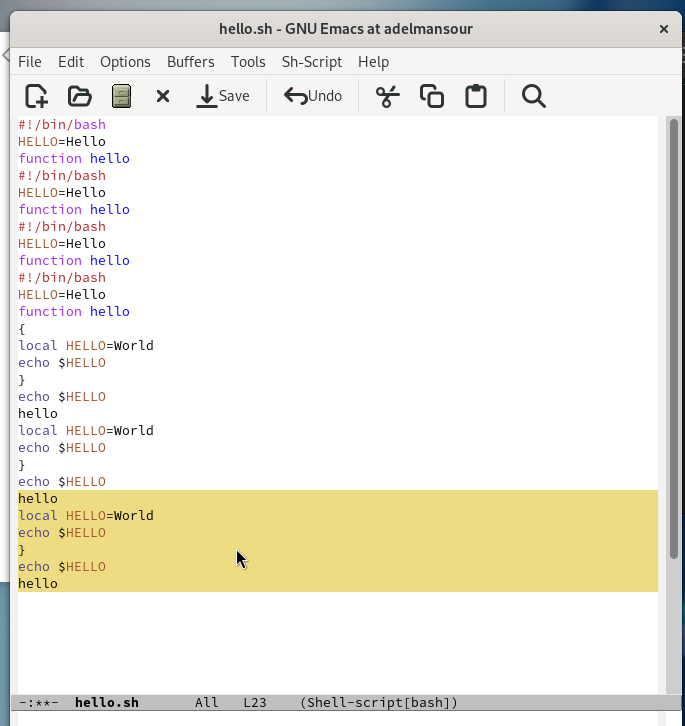 hello.sh - GNU Emacs at adelmansour
File Edit Options Buffers Tools Sh-Script Help
Save Undo
#!/bin/bash
HELLO=Hello
function hello
#!/bin/bash
HELLO=Hello
function hello
#!/bin/bash
HELLO=Hello
function hello
#!/bin/bash
HELLO=Hello
function hello
{
local HELLO=World
echo $HELLO
}
echo $HELLO
hello
local HELLO=World
echo $HELLO
}
echo $HELLO
hello
local HELLO=World
echo $HELLO
}
echo $HELLO
hello
-:**- hello.sh All L23 (Shell-script[bash])